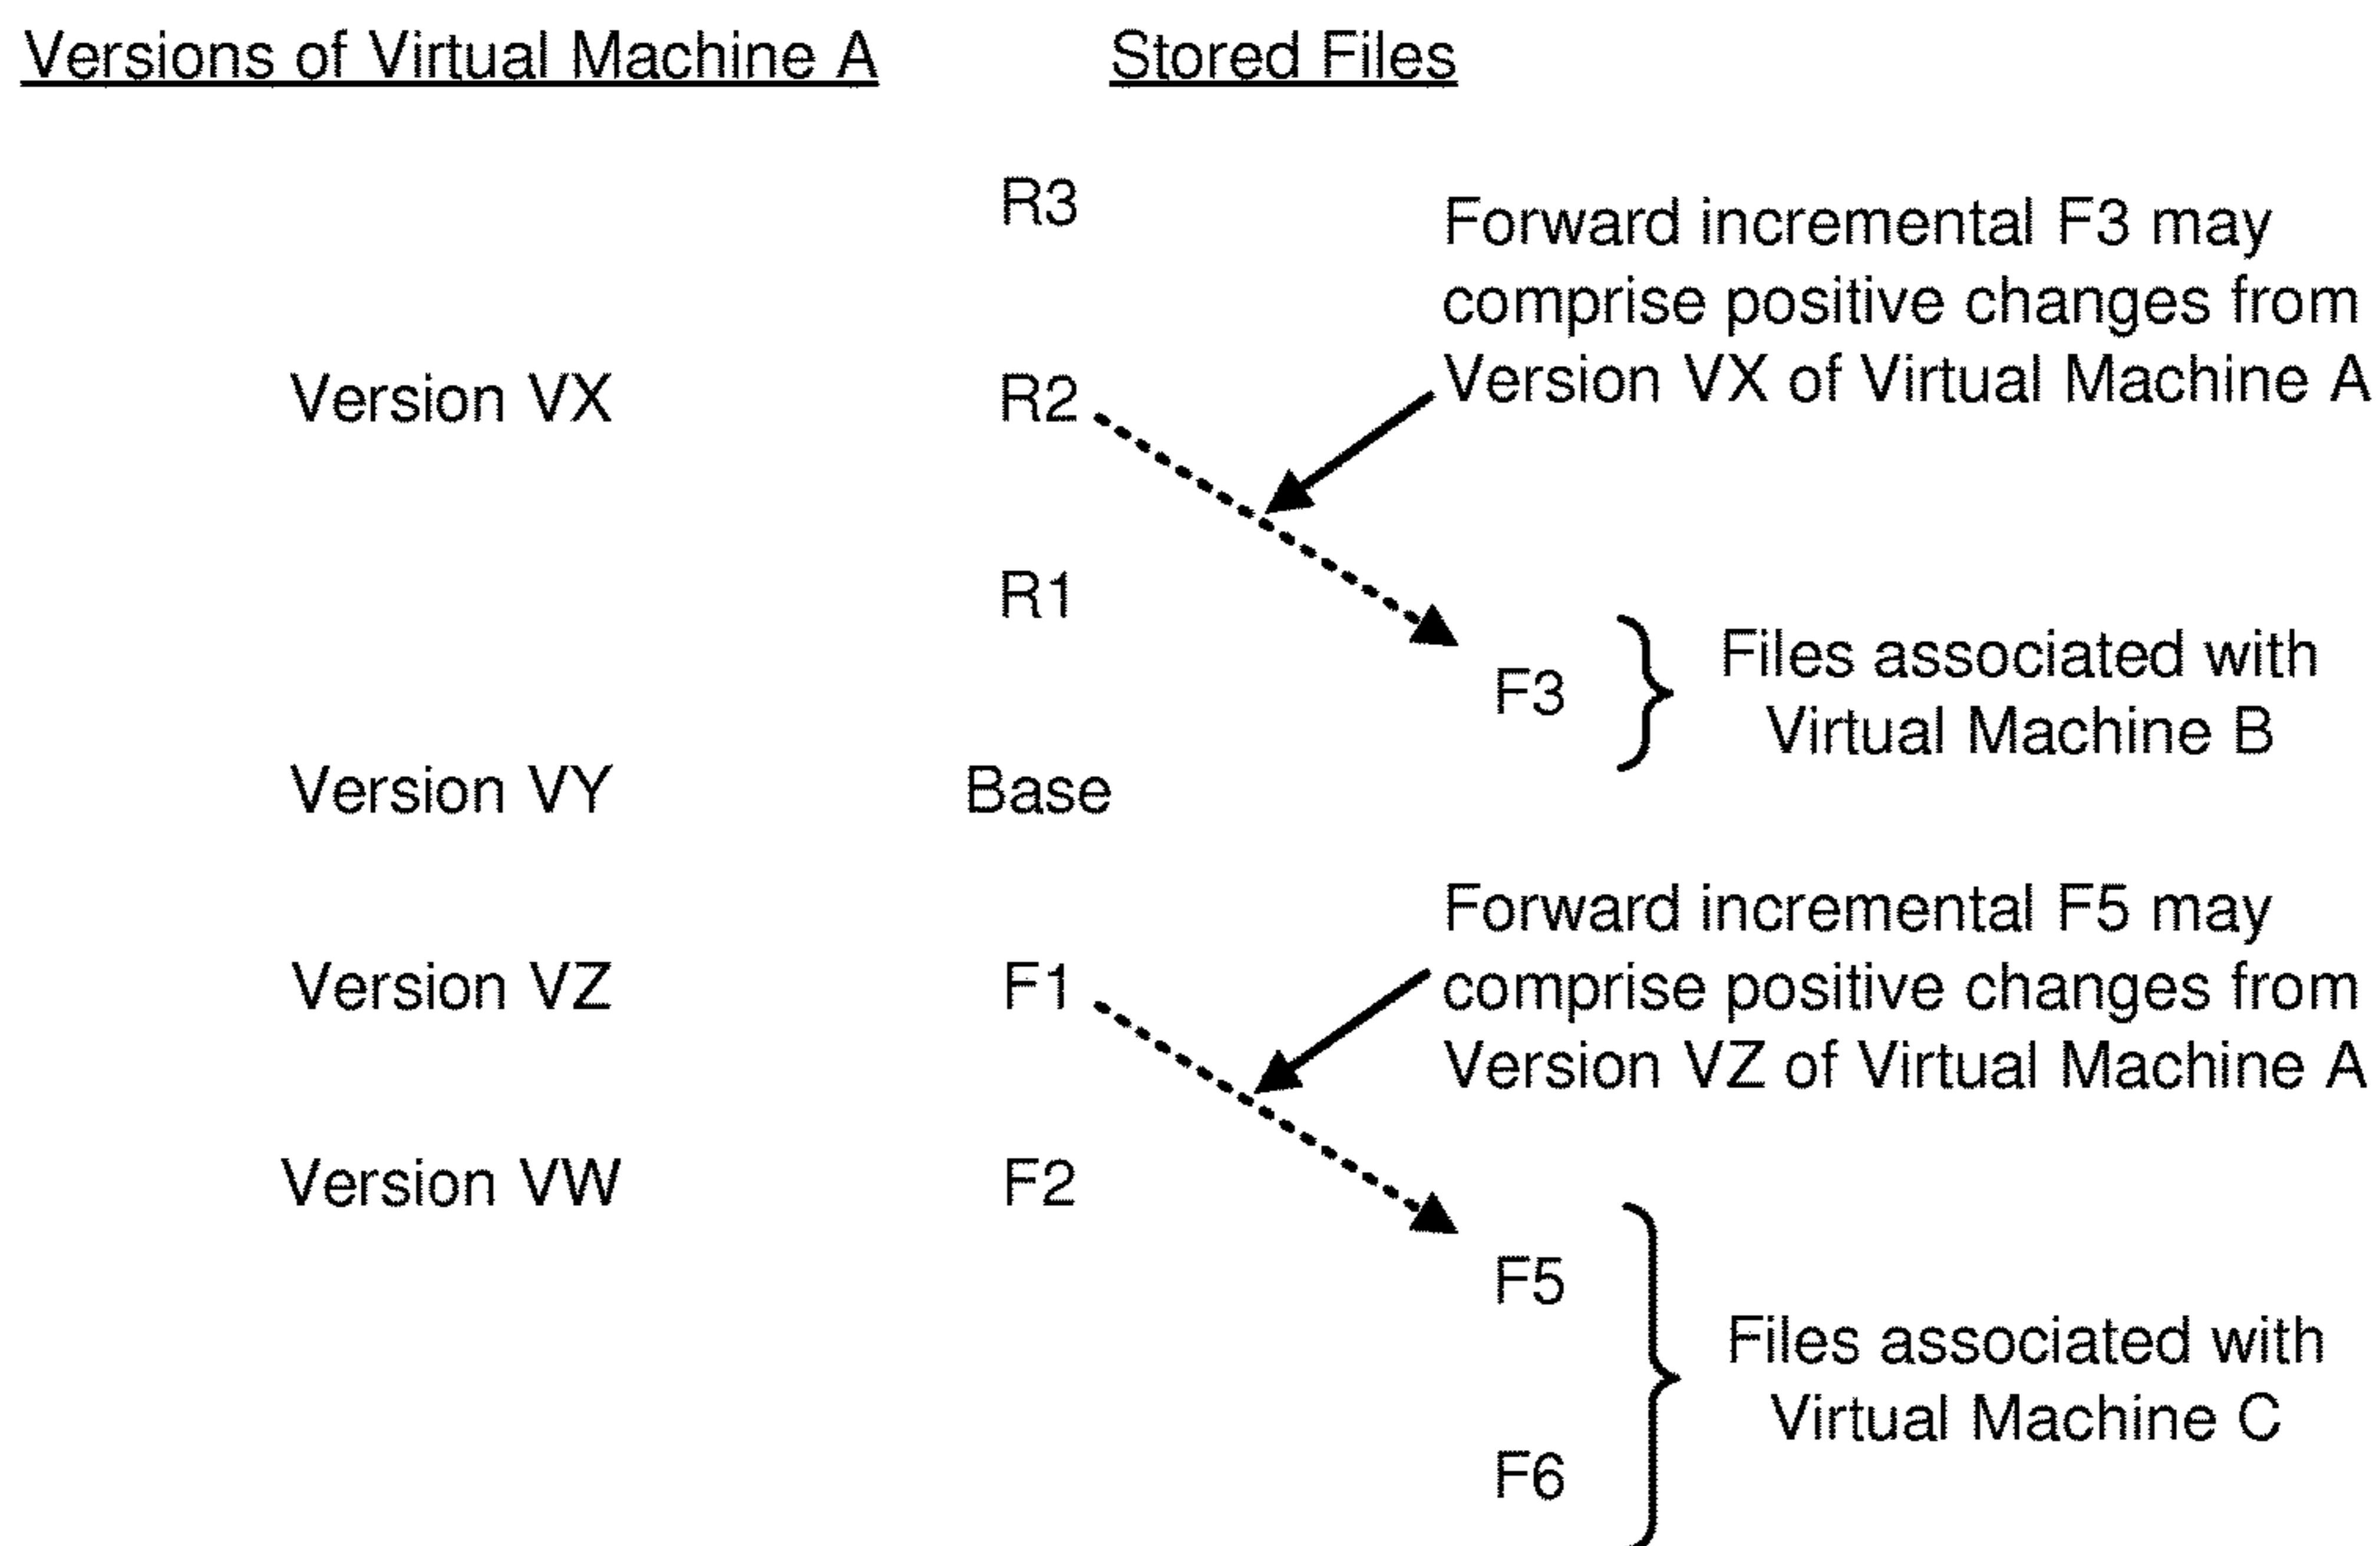 Versions of Virtual Machine A
Stored Files
R3
Forward incremental F3 may
comprise positive changes from
Version VX of Virtual Machine A
Version VX
R2
R1
F3
Files associated with
Virtual Machine B
Version VY
Base
Forward incremental F5 may
comprise positive changes from
Version VZ of Virtual Machine A
Version VZ
F1
Version VW
F2
F5
Files associated with
Virtual Machine C
F6